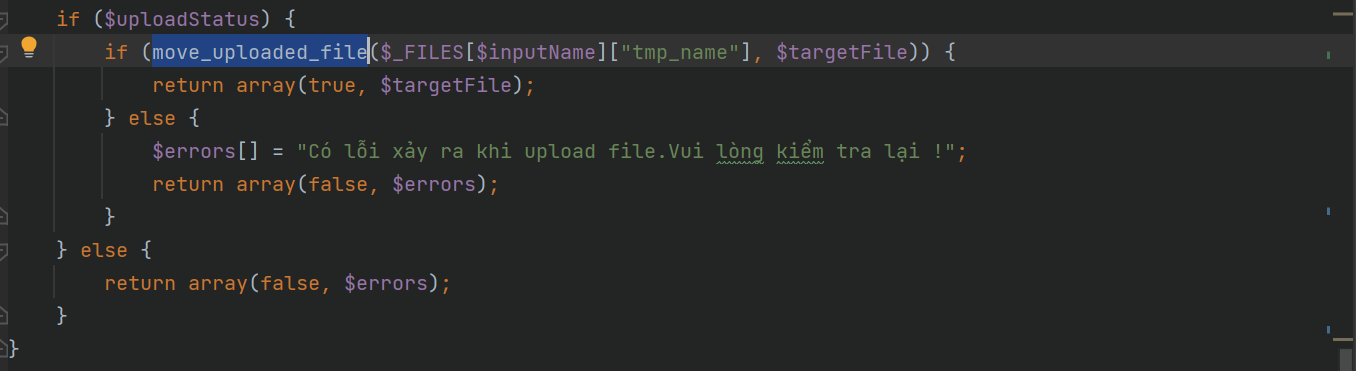 if ($uploadStatus) {
if (move_uploaded_file($_FILES[$inputName]["tmp_name"], $targetFile)) {
return array(true, $targetFile);
} else {
$errors[] = "Có lỗi xảy ra khi upload file.Vui lòng kiểm tra lại !";
return array(false, $errors);
}
} else {
return array(false, $errors);
}
}